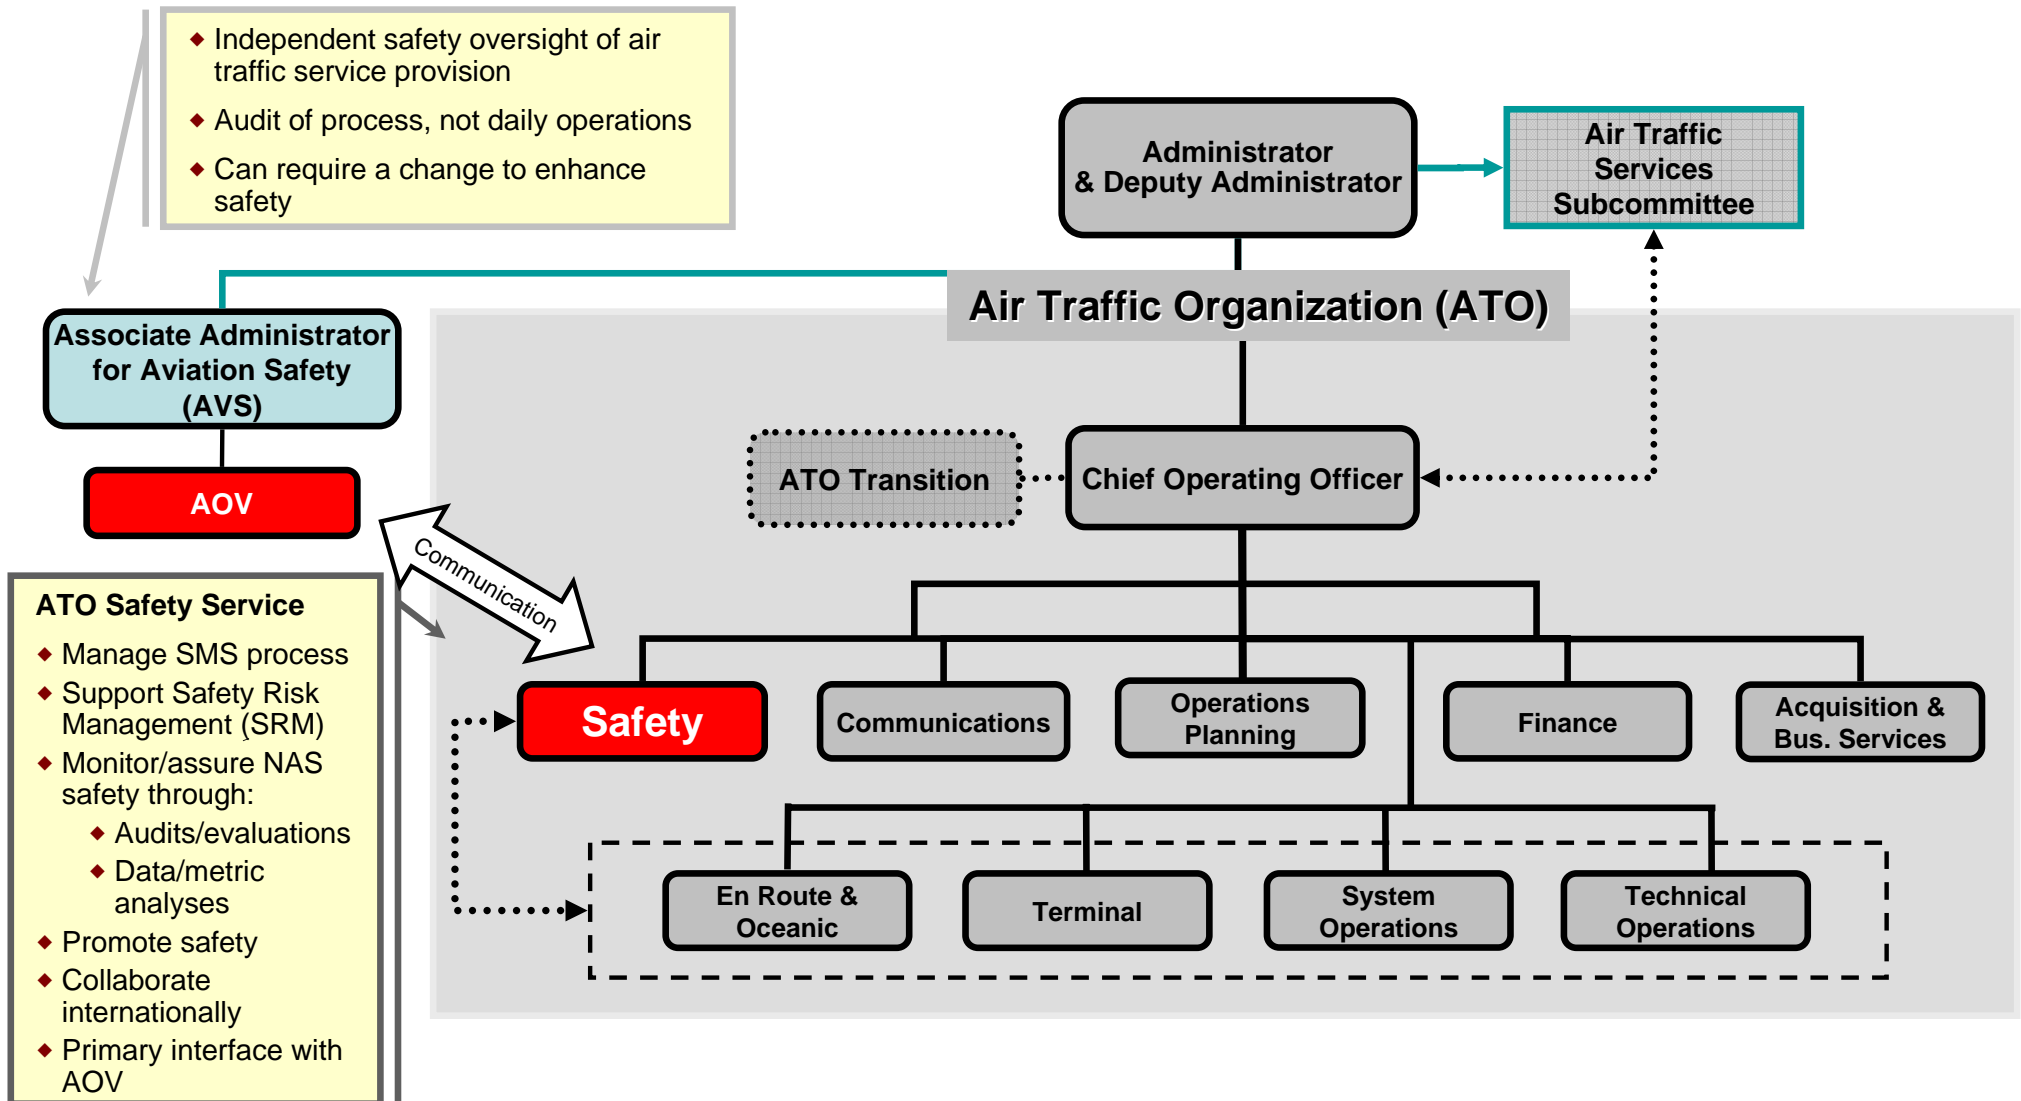 ◆ Independent safety oversight of air
traffic service provision
◆ Audit of process, not daily operations
◆ Can require a change to enhance
safety
Administrator
& Deputy Administrator
Air Traffic
Services
Subcommittee
Air Traffic Organization (ATO)
Associate Administrator
for Aviation Safety
(AVS)
AOV
ATO Transition
Chief Operating Officer
Communication
ATO Safety Service
◆ Manage SMS process
◆ Support Safety Risk
Management (SRM)
◆ Monitor/assure NAS
safety through:
◆ Audits/evaluations
◆ Data/metric
analyses
◆ Promote safety
◆ Collaborate
internationally
◆ Primary interface with
AOV
Safety
Communications
Operations
Planning
Finance
Acquisition &
Bus. Services
En Route &
Oceanic
Terminal
System
Operations
Technical
Operations